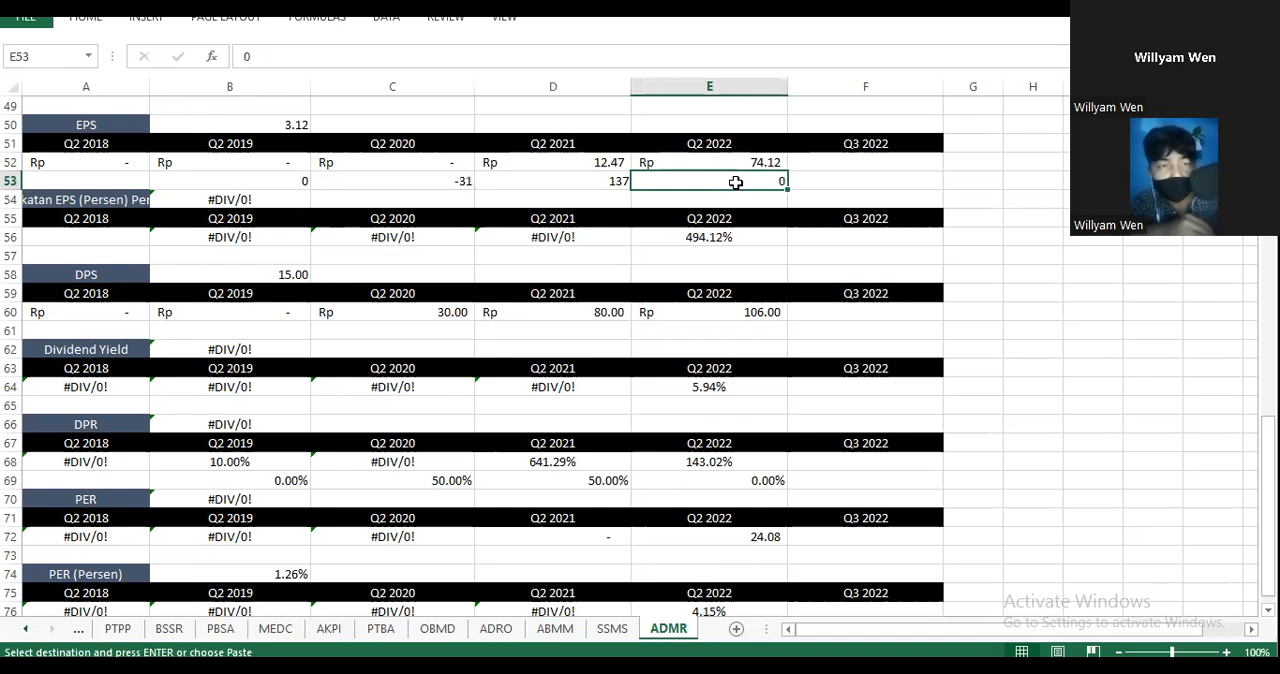 FILE HOME INSERT PAGE LAYOUT FORMULAS DATA REVIEW VIEW
Willyam Wen
E53 fx 0
A B C D E F G H
Willyam Wen
49
50 EPS 3.12
51 Q2 2018 Q2 2019 Q2 2020 Q2 2021 Q2 2022 Q3 2022
52 Rp - Rp - Rp - Rp 12.47 Rp 74.12
53 0 -31 137 0
54 katan EPS (Persen) Per #DIV/0!
55 Q2 2018 Q2 2019 Q2 2020 Q2 2021 Q2 2022 Q3 2022
Willyam Wen
56 #DIV/0! #DIV/0! #DIV/0! 494.12%
57
58 DPS 15.00
59 Q2 2018 Q2 2019 Q2 2020 Q2 2021 Q2 2022 Q3 2022
60 Rp - Rp - Rp 30.00 Rp 80.00 Rp 106.00
61
62 Dividend Yield #DIV/0!
63 Q2 2018 Q2 2019 Q2 2020 Q2 2021 Q2 2022 Q3 2022
64 #DIV/0! #DIV/0! #DIV/0! #DIV/0! 5.94%
65
66 DPR #DIV/0!
67 Q2 2018 Q2 2019 Q2 2020 Q2 2021 Q2 2022 Q3 2022
68 #DIV/0! 10.00% #DIV/0! 641.29% 143.02%
69 0.00% 50.00% 50.00% 0.00%
70 PER #DIV/0!
71 Q2 2018 Q2 2019 Q2 2020 Q2 2021 Q2 2022 Q3 2022
72 #DIV/0! #DIV/0! #DIV/0! - 24.08
73
74 PER (Persen) 1.26%
75 Q2 2018 Q2 2019 Q2 2020 Q2 2021 Q2 2022 Q3 2022
Activate Windows
76 #DIV/0! #DIV/0! #DIV/0! #DIV/0! 4.15%
Go to Settings to activate Windows.
... PTPP BSSR PBSA MEDC AKPI PTBA OBMD ADRO ABMM SSMS ADMR
Select destination and press ENTER or choose Paste 100%